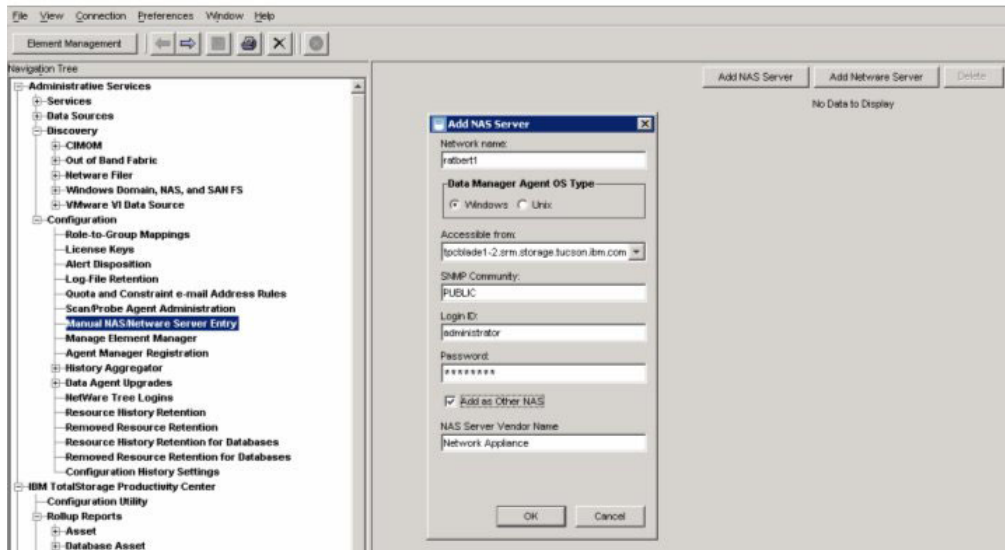 File View Connection Preferences Window Help
Element Management
Navigation Tree
Administrative Services
Services
Data Sources
Discovery
CIMOM
Out of Band Fabric
Netware Filer
Windows Domain, NAS, and SAN FS
VMware VI Data Source
Configuration
Role-to-Group Mappings
License Keys
Alert Disposition
Log-File Retention
Quota and Constraint e-mail Address Rules
Scan/Probe Agent Administration
Manual NAS/Netware Server Entry
Manage Element Manager
Agent Manager Registration
History Aggregator
Data Agent Upgrades
NetWare Tree Logins
Resource History Retention
Removed Resource Retention
Resource History Retention for Databases
Removed Resource Retention for Databases
Configuration History Settings
IBM TotalStorage Productivity Center
Configuration Utility
Rollup Reports
Asset
Database Asset
Add NAS Server Add Netware Server Delete
No Data to Display
Add NAS Server
Network name:
ratbert1
Data Manager Agent OS Type
Windows Unix
Accessible from:
tpcblade1-2.srm.storage.tucson.ibm.com
SNMP Community:
PUBLIC
Login ID:
administrator
Password:
********
Add as Other NAS
NAS Server Vendor Name
Network Appliance
OK Cancel